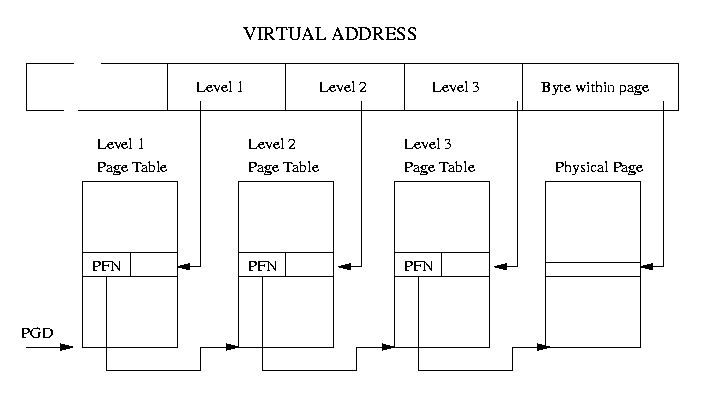 VIRTUAL ADDRESS
Level 1
Level 2
Level 3
Byte within page
Level 1
Page Table
Level 2
Page Table
Level 3
Page Table
Physical Page
PFN
PFN
PFN
PGD